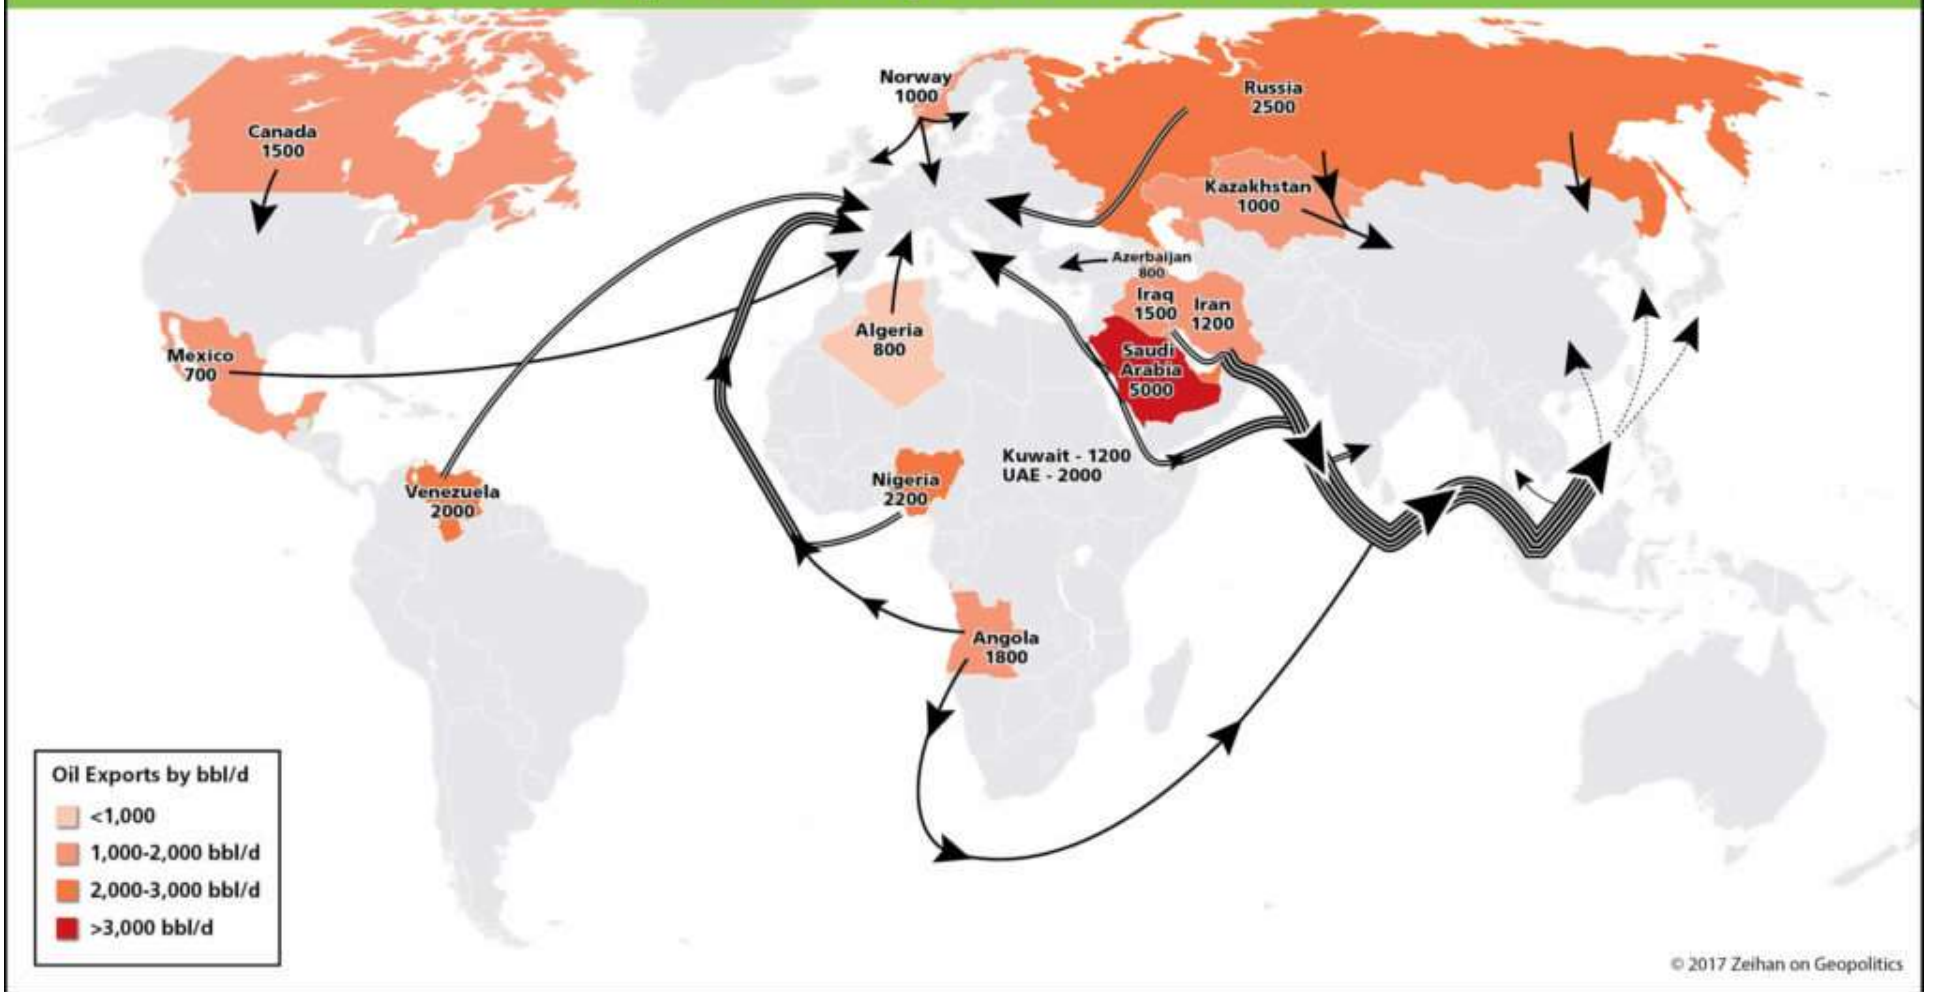 Norway
1000
Russia
2500
Canada
1500
Kazakhstan
1000
Azerbaijan
800
Iraq
1500
Iran
1200
Algeria
800
Saudi
Arabia
5000
Mexico
700
Kuwait - 1200
UAE - 2000
Nigeria
2200
Venezuela
2000
Angola
1800
Oil Exports by bbl/d
<1,000
1,000-2,000 bbl/d
2,000-3,000 bbl/d
>3,000 bbl/d
© 2017 Zeihan on Geopolitics